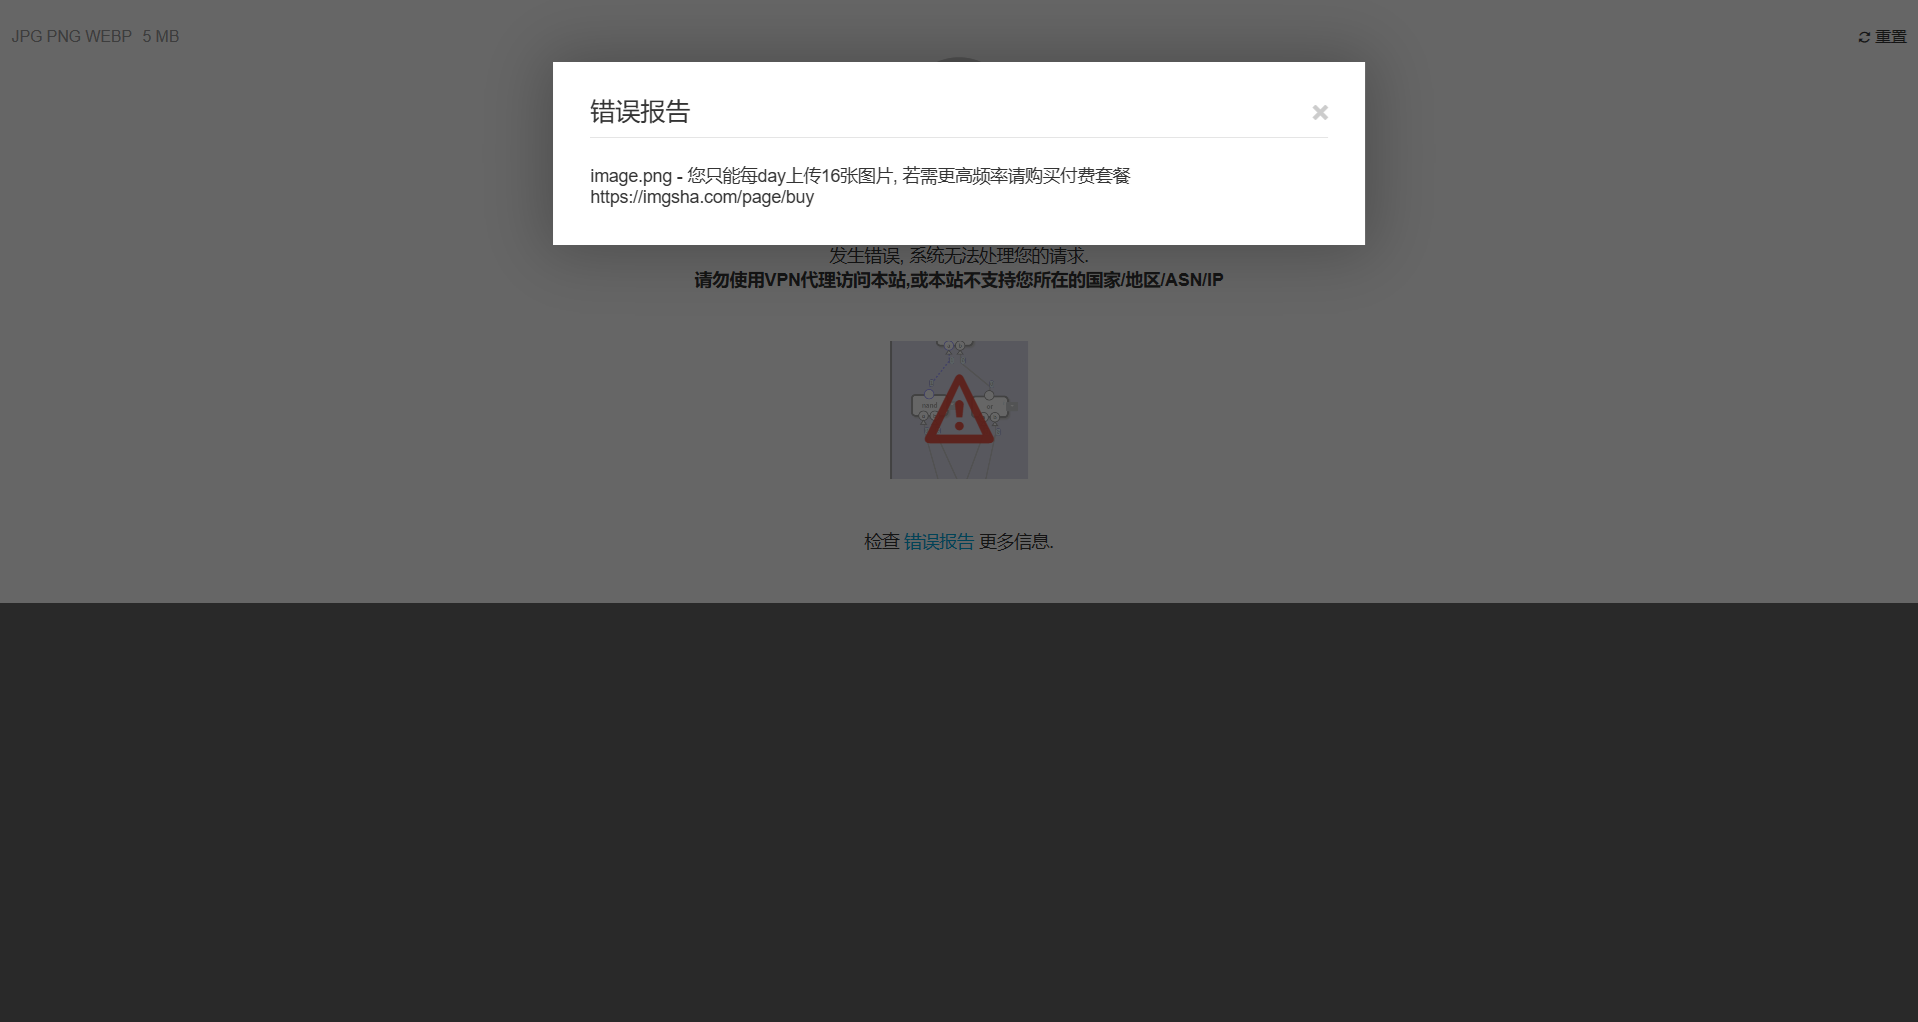 JPG PNG WEBP 5 MB
重置
错误报告
image.png - 您只能每day上传16张图片, 若需更高频率请购买付费套餐
https://imgsha.com/page/buy
发生错误, 系统无法处理您的请求.
请勿使用VPN代理访问本站,或本站不支持您所在的国家/地区/ASN/IP
nand
or
检查 错误报告 更多信息.